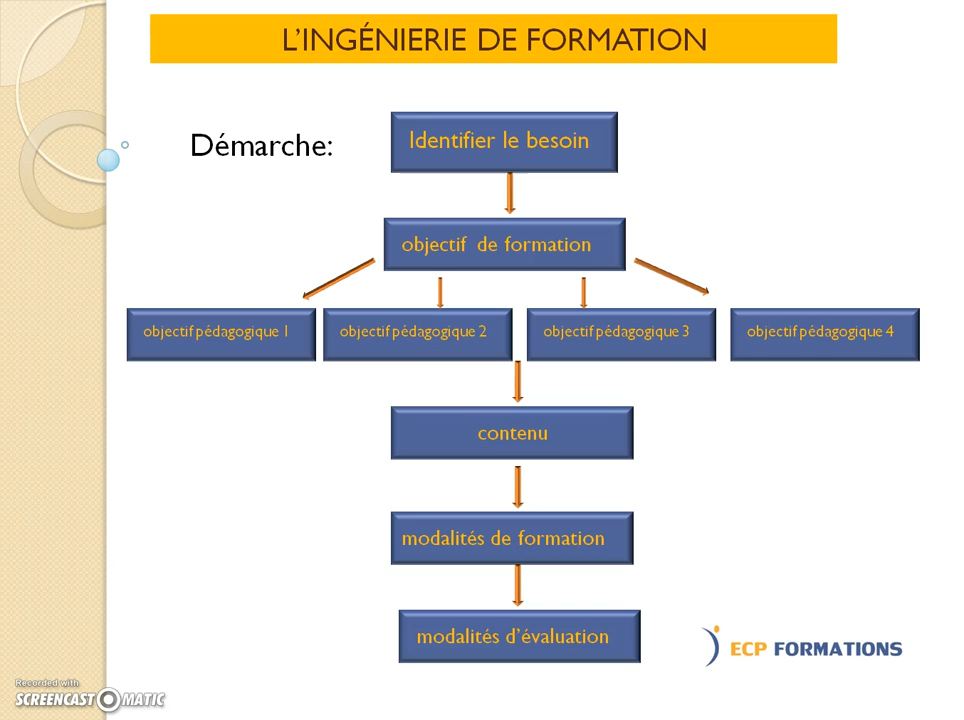 L'INGÉNIERIE DE FORMATION
Démarche:
Identifier le besoin
objectif de formation
objectif pédagogique 1
objectif pédagogique 2
objectif pédagogique 3
objectif pédagogique 4
contenu
modalités de formation
modalités d'évaluation
ECP FORMATIONS
Recorded with
SCREENCAST-O-MATIC